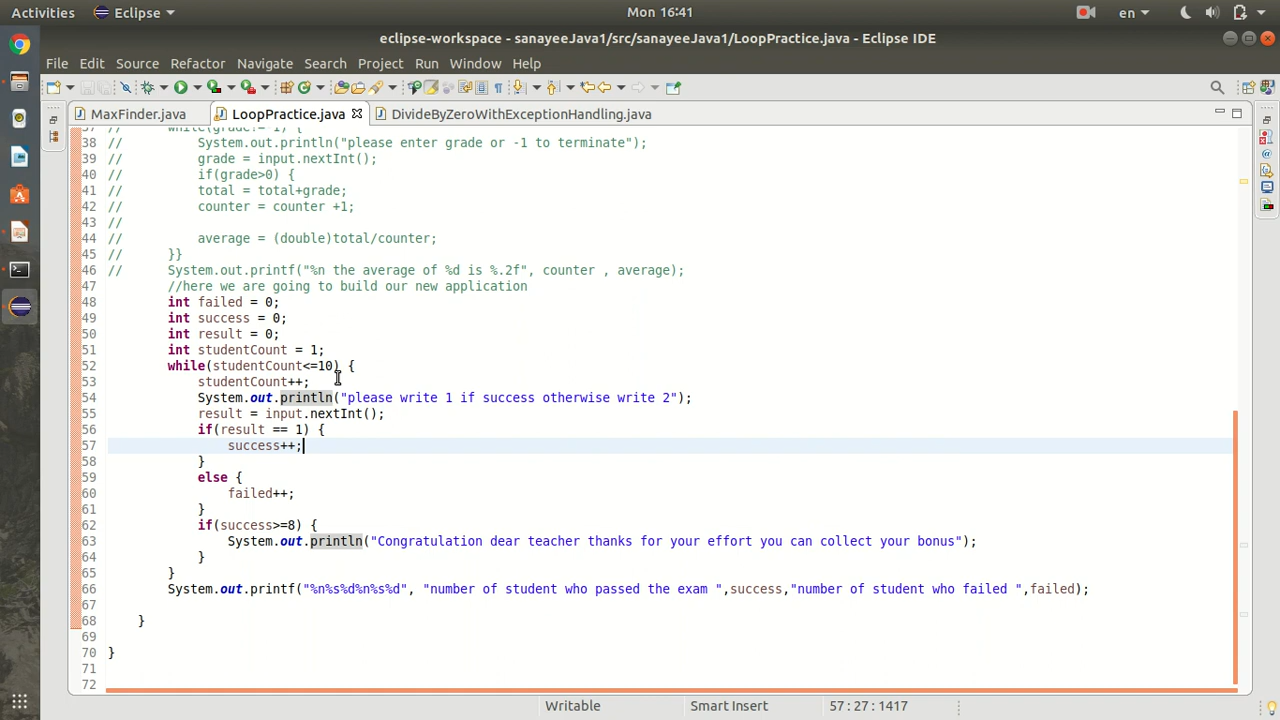 Activities Eclipse Mon 16:41 en
eclipse-workspace - sanayeeJava1/src/sanayeeJava1/LoopPractice.java - Eclipse IDE
File Edit Source Refactor Navigate Search Project Run Window Help
MaxFinder.java LoopPractice.java DivideByZeroWithExceptionHandling.java
37 // while(grade!=-1) {
38 // System.out.println("please enter grade or -1 to terminate");
39 // grade = input.nextInt();
40 // if(grade>0) {
41 // total = total+grade;
42 // counter = counter +1;
43 //
44 // average = (double)total/counter;
45 // }}
46 // System.out.printf("%n the average of %d is %.2f", counter , average);
47 //here we are going to build our new application
48 int failed = 0;
49 int success = 0;
50 int result = 0;
51 int studentCount = 1;
52 while(studentCount<=10) {
53 studentCount++;
54 System.out.println("please write 1 if success otherwise write 2");
55 result = input.nextInt();
56 if(result == 1) {
57 success++;
58 }
59 else {
60 failed++;
61 }
62 if(success>=8) {
63 System.out.println("Congratulation dear teacher thanks for your effort you can collect your bonus");
64 }
65 }
66 System.out.printf("%n%s%d%n%s%d", "number of student who passed the exam ",success,"number of student who failed ",failed);
67
68 }
69
70 }
71
72
Writable Smart Insert 57 : 27 : 1417